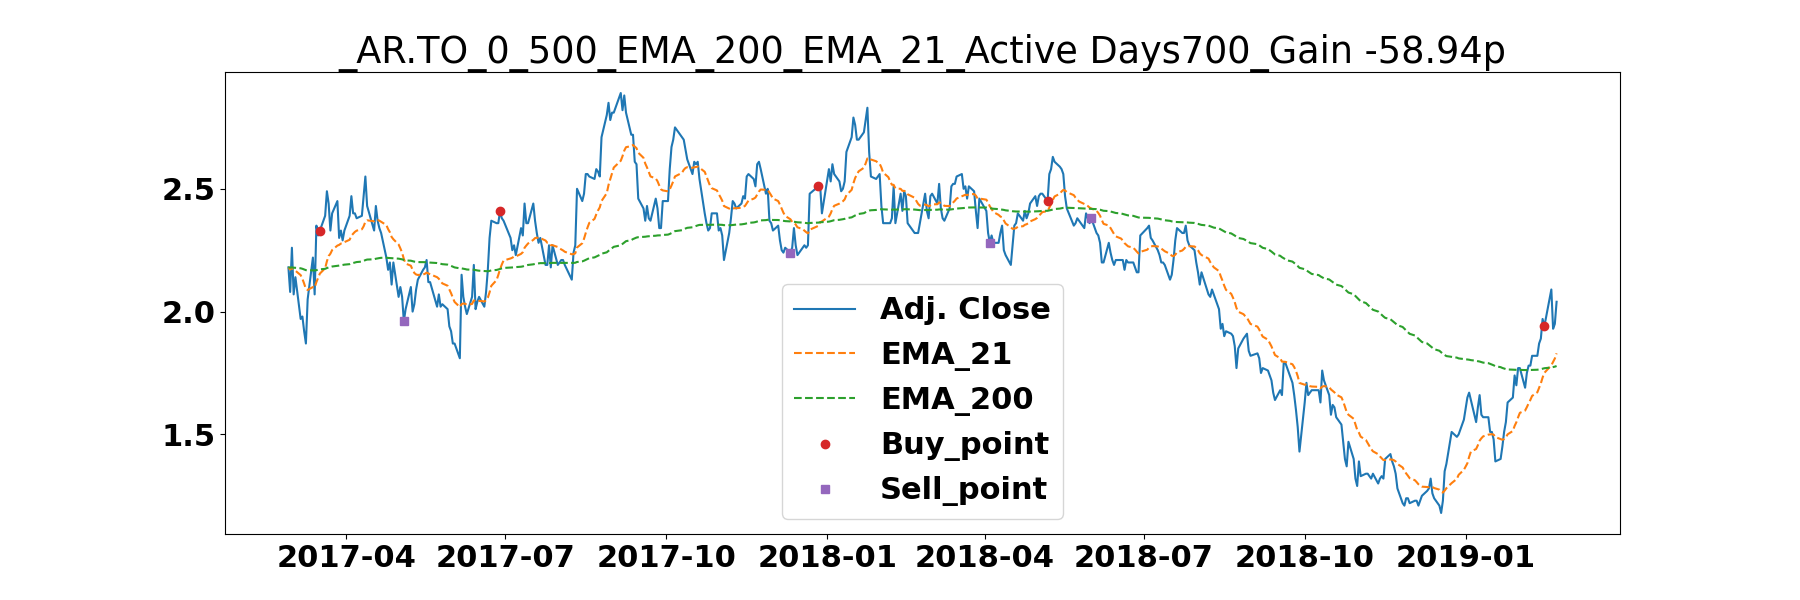 _AR.TO_0_500_EMA_200_EMA_21_Active Days700_Gain -58.94p
2.5
2.0
1.5
Adj. Close
EMA_21
EMA_200
Buy_point
Sell_point
2017-04 2017-07 2017-10 2018-01 2018-04 2018-07 2018-10 2019-01